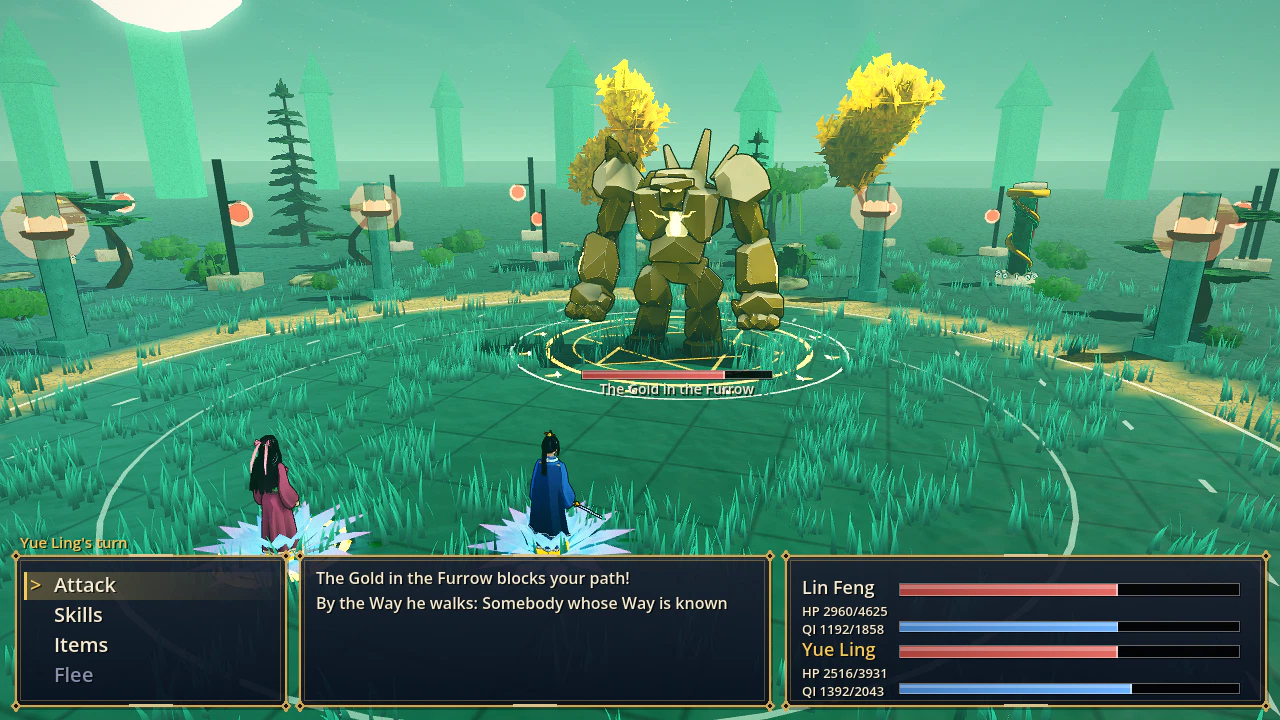 The Gold in the Furrow
Yue Ling's turn
> Attack
Skills
Items
Flee
The Gold in the Furrow blocks your path!
By the Way he walks: Somebody whose Way is known
Lin Feng
HP 2960/4625
QI 1192/1858
Yue Ling
HP 2516/3931
QI 1392/2043